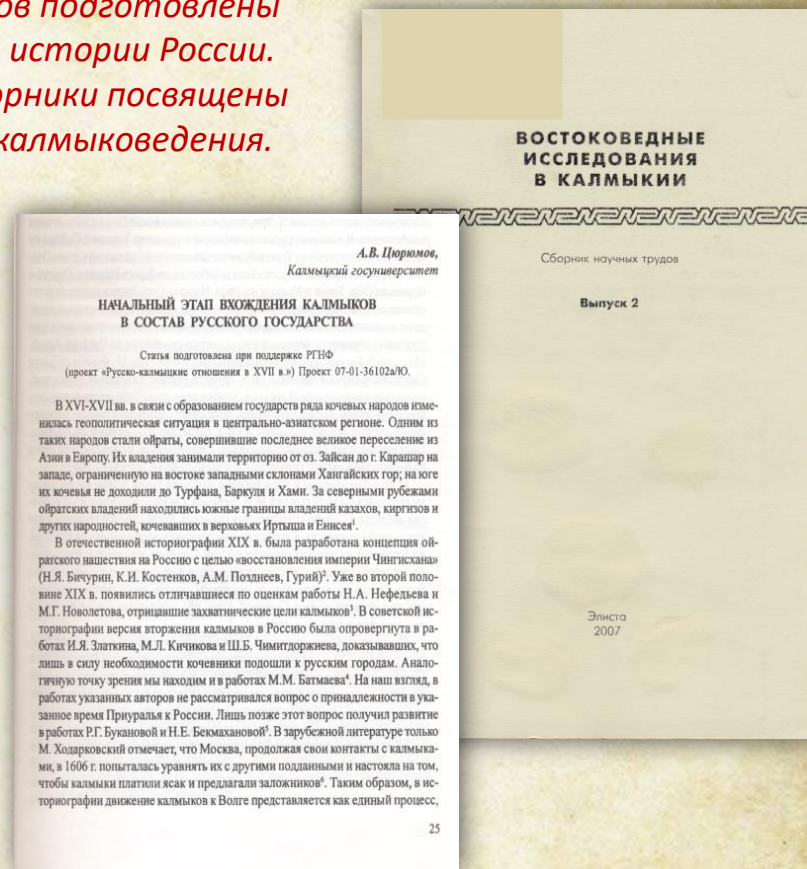 ов подготовлены
истории России.
орники посвящены
калмыковедения.
ВОСТОКОВЕДНЫЕ
ИССЛЕДОВАНИЯ
В КАЛМЫКИИ
Сборник научных трудов
Выпуск 2
Элиста
2007
А.В. Цюрюмов,
Калмыцкий госуниверситет
НАЧАЛЬНЫЙ ЭТАП ВХОЖДЕНИЯ КАЛМЫКОВ
В СОСТАВ РУССКОГО ГОСУДАРСТВА
Статья подготовлена при поддержке РГНФ
(проект «Русско-калмыцкие отношения в XVII в.») Проект 07-01-36102а/Ю.
В XVI-XVII вв. в связи с образованием государств ряда кочевых народов изме-
нилась геополитическая ситуация в центрально-азиатском регионе. Одним из
таких народов стали ойраты, совершившие последнее великое переселение из
Азии в Европу. Их владения занимали территорию от оз. Зайсан до г. Карашар на
западе, ограниченную на востоке западными склонами Хангайских гор; на юге
их кочевья не доходили до Турфана, Баркуля и Хами. За северными рубежами
ойратских владений находились южные границы владений казахов, киргизов и
других народностей, кочевавших в верховьях Иртыша и Енисея¹.
В отечественной историографии XIX в. была разработана концепция ой-
ратского нашествия на Россию с целью «восстановления империи Чингисхана»
(Н.Я. Бичурин, К.И. Костенков, А.М. Позднеев, Гурий)². Уже во второй поло-
вине XIX в. появились отличавшиеся по оценкам работы Н.А. Нефедьева и
М.Г. Новолетова, отрицавшие захватнические цели калмыков³. В советской ис-
ториографии версия вторжения калмыков в Россию была опровергнута в ра-
ботах И.Я. Златкина, М.Л. Кичикова и Ш.Б. Чимитдоржиева, доказывавших, что
лишь в силу необходимости кочевники подошли к русским городам. Анало-
гичную точку зрения мы находим и в работах М.М. Батмаева⁴. На наш взгляд, в
работах указанных авторов не рассматривался вопрос о принадлежности в ука-
занное время Приуралья к России. Лишь позже этот вопрос получил развитие
в работах Р.Г. Букановой и Н.Е. Бекмахановой⁵. В зарубежной литературе только
М. Ходарковский отмечает, что Москва, продолжая свои контакты с калмыка-
ми, в 1606 г. попыталась уравнять их с другими подданными и настояла на том,
чтобы калмыки платили ясак и предлагали заложников⁶. Таким образом, в ис-
ториографии движение калмыков к Волге представляется как единый процесс,
25